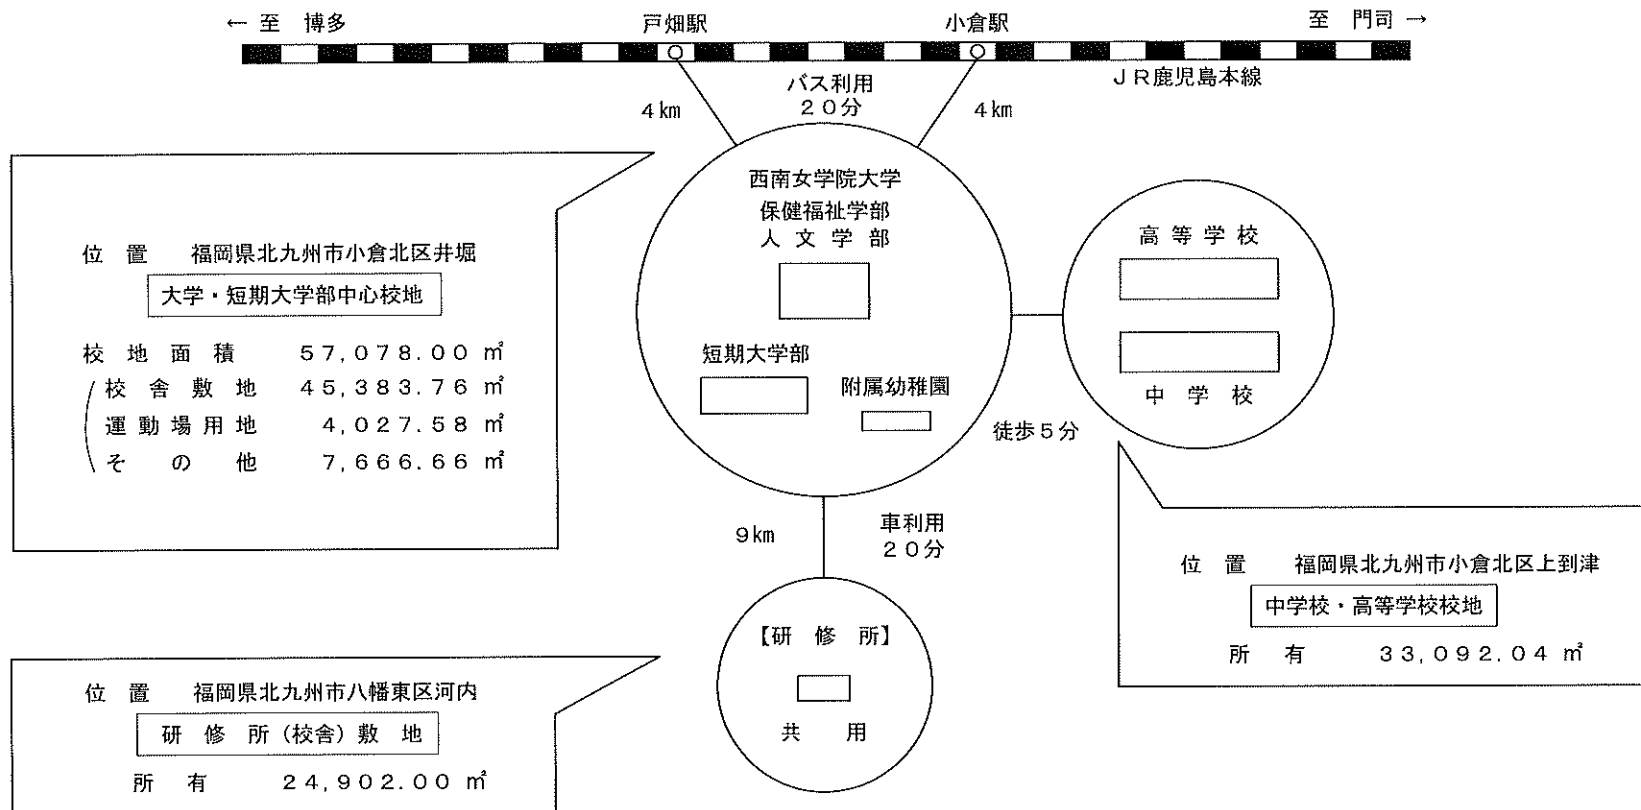 ← 至 博多
戸畑駅
小倉駅
至 門司 →
JR鹿児島本線
バス利用
20分
4km
4km
西南女学院大学
保健福祉学部
人文学部
短期大学部
附属幼稚園
高等学校
中学校
徒歩5分
位置 福岡県北九州市小倉北区井堀
大学・短期大学部中心校地
校地面積 57,078.00 ㎡
校舎敷地 45,383.76 ㎡
運動場用地 4,027.58 ㎡
その他 7,666.66 ㎡
9km
車利用
20分
位置 福岡県北九州市小倉北区上到津
中学校・高等学校校地
所有 33,092.04 ㎡
【研修所】
共用
位置 福岡県北九州市八幡東区河内
研修所(校舎)敷地
所有 24,902.00 ㎡